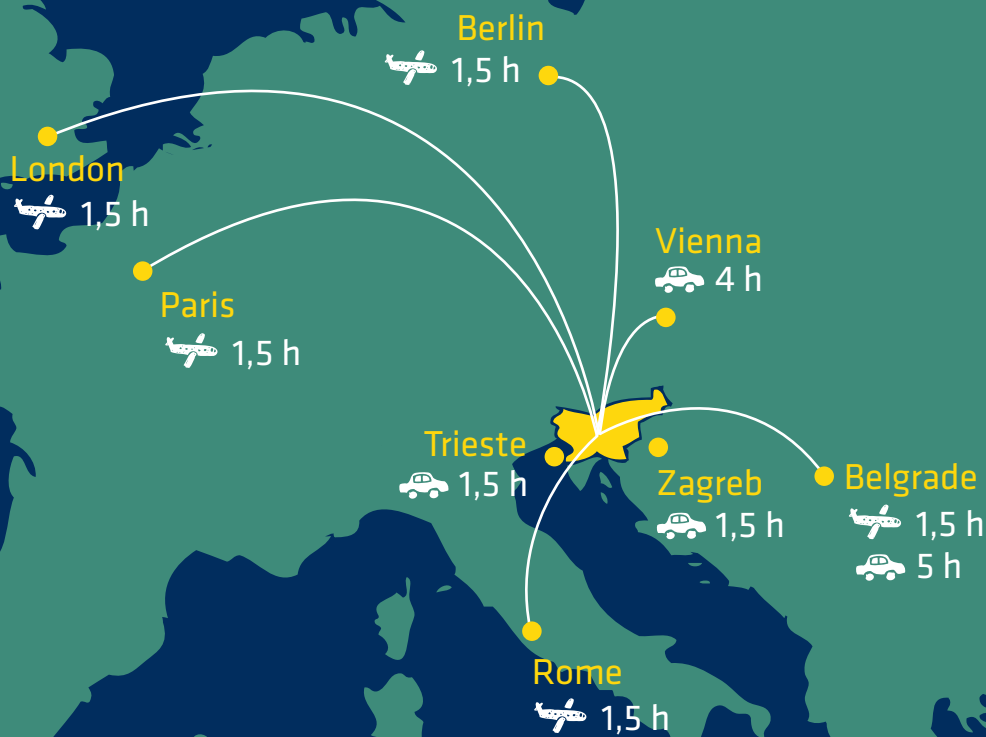 Berlin
1,5 h
London
1,5 h
Paris
1,5 h
Vienna
4 h
Trieste
1,5 h
Zagreb
1,5 h
Belgrade
1,5 h
5 h
Rome
1,5 h